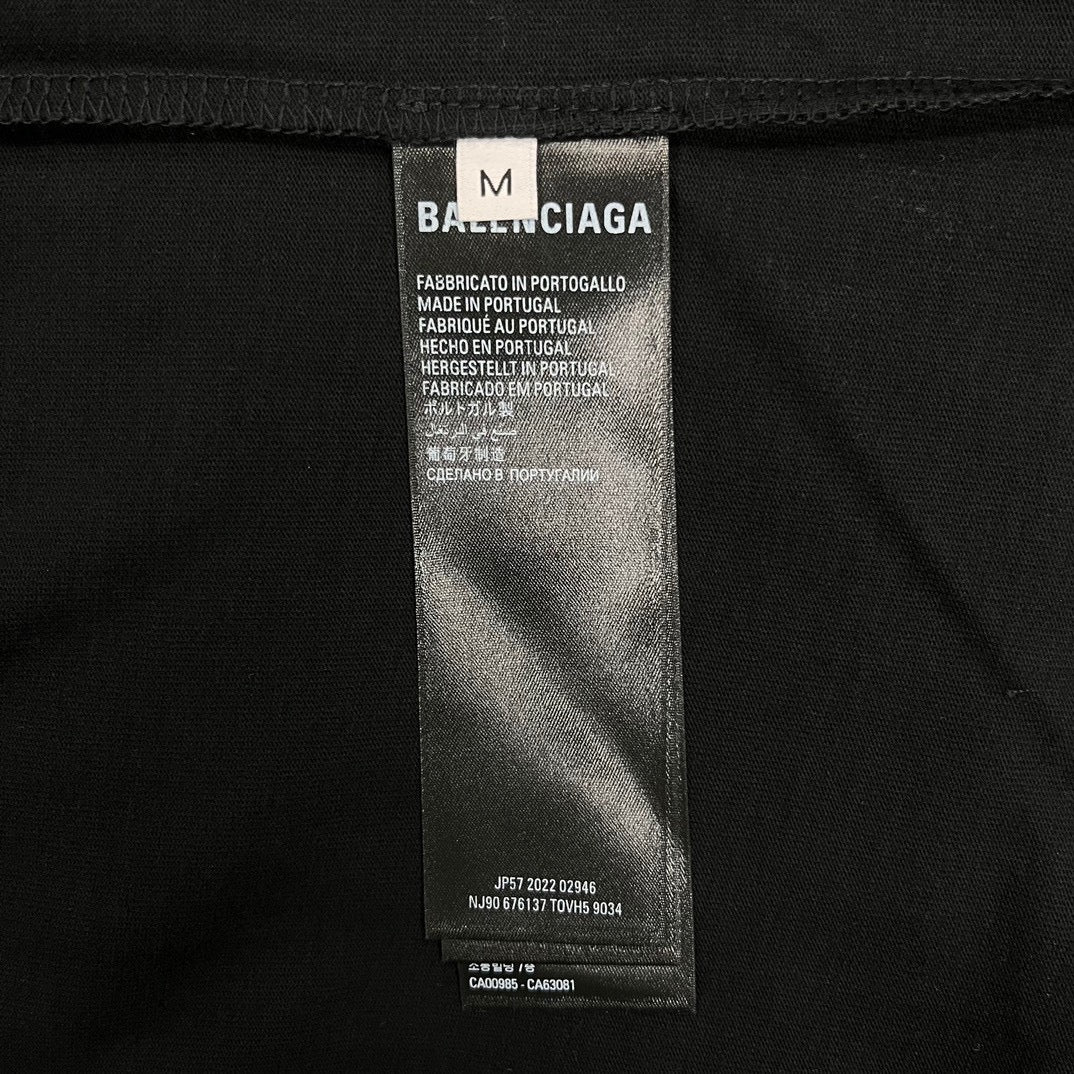 M
BALENCIAGA
FABBRICATO IN PORTOGALLO
MADE IN PORTUGAL
FABRIQUÉ AU PORTUGAL
HECHO EN PORTUGAL
HERGESTELLT IN PORTUGAL
FABRICADO EM PORTUGAL
ポルトガル製
葡萄牙制造
СДЕЛАНО В ПОРТУГАЛИИ
JP57 2022 02946
NJ90 676137 TOVH5 9034
CA00985 - CA63081